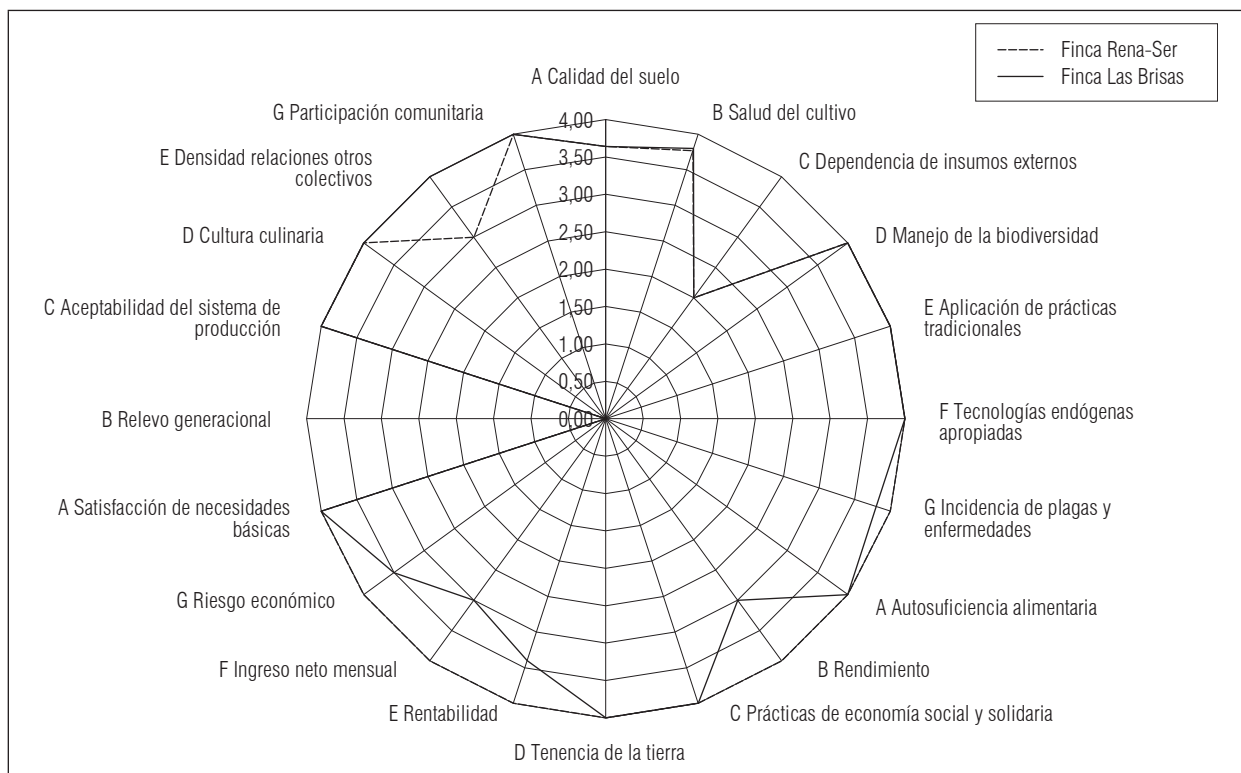 Finca Rena-Ser
Finca Las Brisas
A Calidad del suelo
B Salud del cultivo
C Dependencia de insumos externos
D Manejo de la biodiversidad
E Aplicación de prácticas
tradicionales
F Tecnologías endógenas
apropiadas
G Incidencia de plagas y
enfermedades
A Autosuficiencia alimentaria
B Rendimiento
C Prácticas de economía social y solidaria
D Tenencia de la tierra
E Rentabilidad
F Ingreso neto mensual
G Riesgo económico
A Satisfacción de necesidades
básicas
B Relevo generacional
C Aceptabilidad del sistema de
producción
D Cultura culinaria
E Densidad relaciones otros
colectivos
G Participación comunitaria
4,00
3,50
3,00
2,50
2,00
1,50
1,00
0,50
0,00